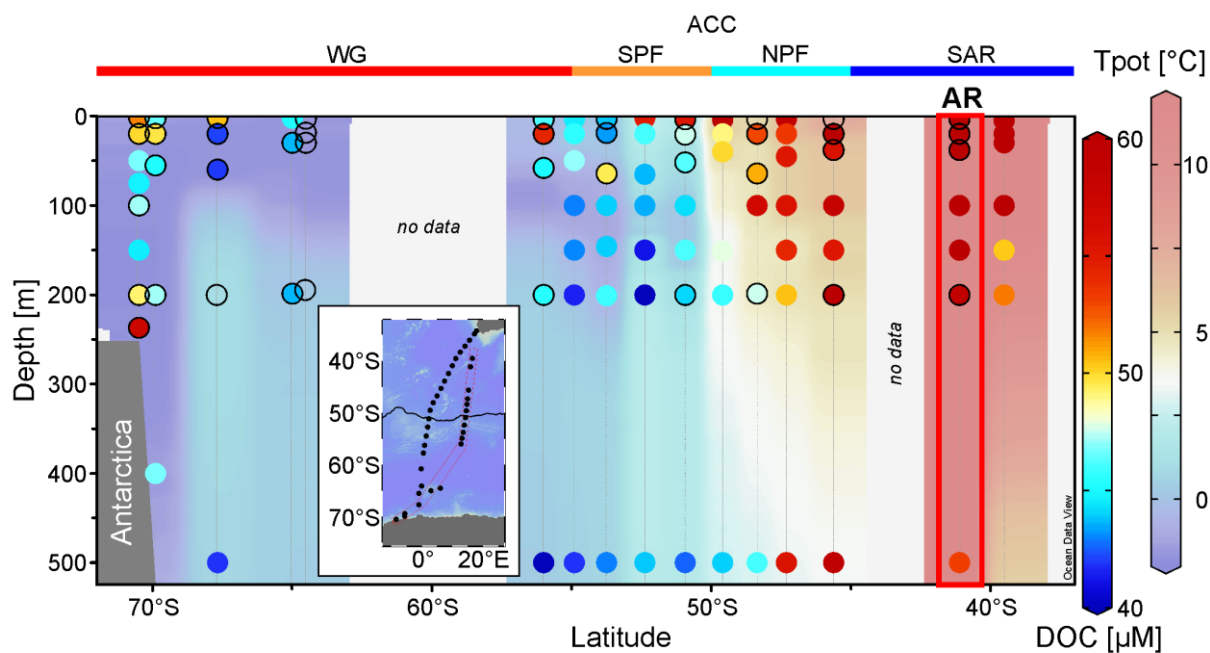 ACC
WG SPF NPF SAR Tpot [°C]
AR
0
100
200
300
400
500
Depth [m]
no data
no data
Antarctica
40°S
50°S
60°S
70°S
0° 20°E
Ocean Data View
60
50
40
10
5
0
70°S 60°S 50°S 40°S
Latitude
DOC [µM]